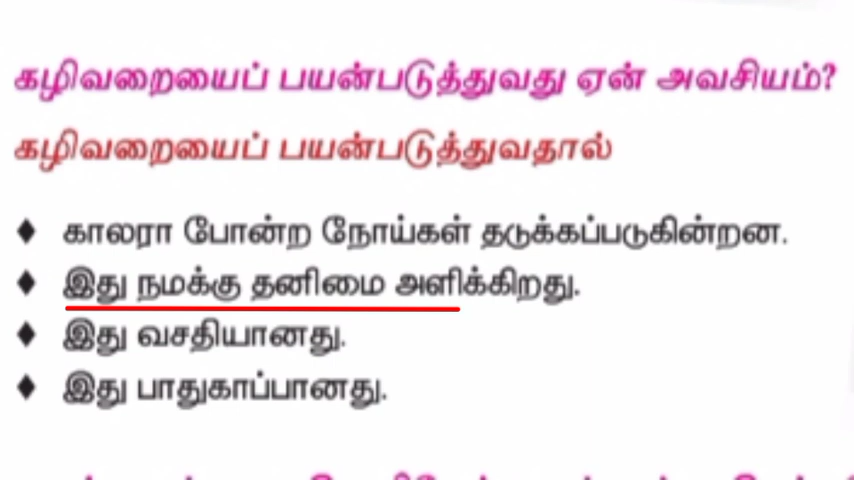 கழிவறையைப் பயன்படுத்துவது ஏன் அவசியம்?
கழிவறையைப் பயன்படுத்துவதால்
♦ காலரா போன்ற நோய்கள் தடுக்கப்படுகின்றன.
♦ இது நமக்கு தனிமை அளிக்கிறது.
♦ இது வசதியானது.
♦ இது பாதுகாப்பானது.